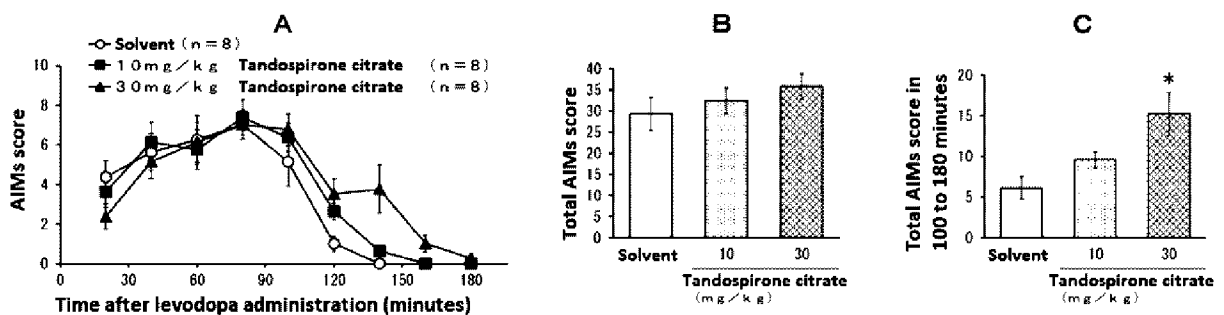 A
Solvent (n=8)
10mg/kg Tandospirone citrate (n=8)
30mg/kg Tandospirone citrate (n=8)
AIMs score
10
8
6
4
2
0
0 30 60 90 120 150 180
Time after levodopa administration (minutes)
B
Total AIMs score
40
35
30
25
20
15
10
5
0
Solvent 10 30
Tandospirone citrate
(mg/kg)
C
Total AIMs score in
100 to 180 minutes
20
15
10
5
0
*
Solvent 10 30
Tandospirone citrate
(mg/kg)